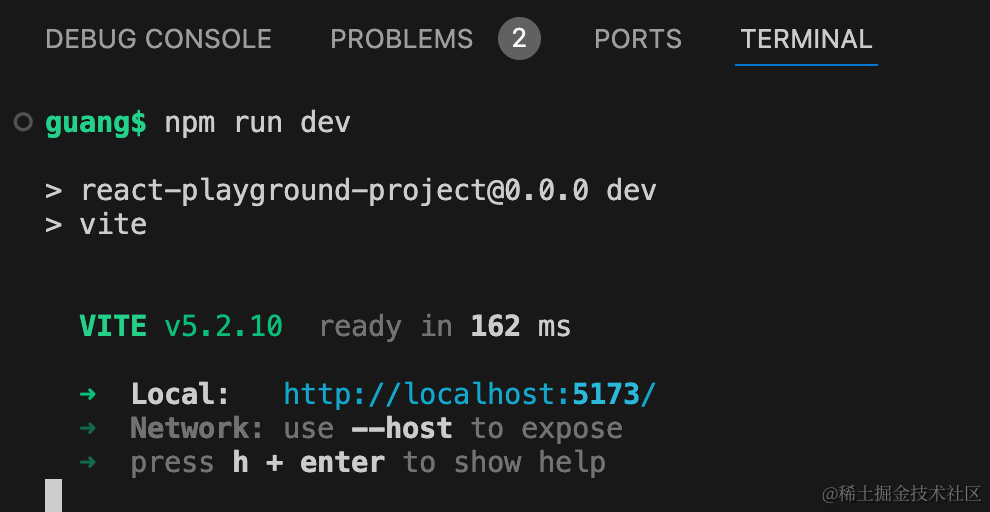 DEBUG CONSOLE PROBLEMS 2 PORTS TERMINAL
guang$ npm run dev
> react-playground-project@0.0.0 dev
> vite
VITE v5.2.10 ready in 162 ms
➜ Local: http://localhost:5173/
➜ Network: use --host to expose
➜ press h + enter to show help
@稀土掘金技术社区